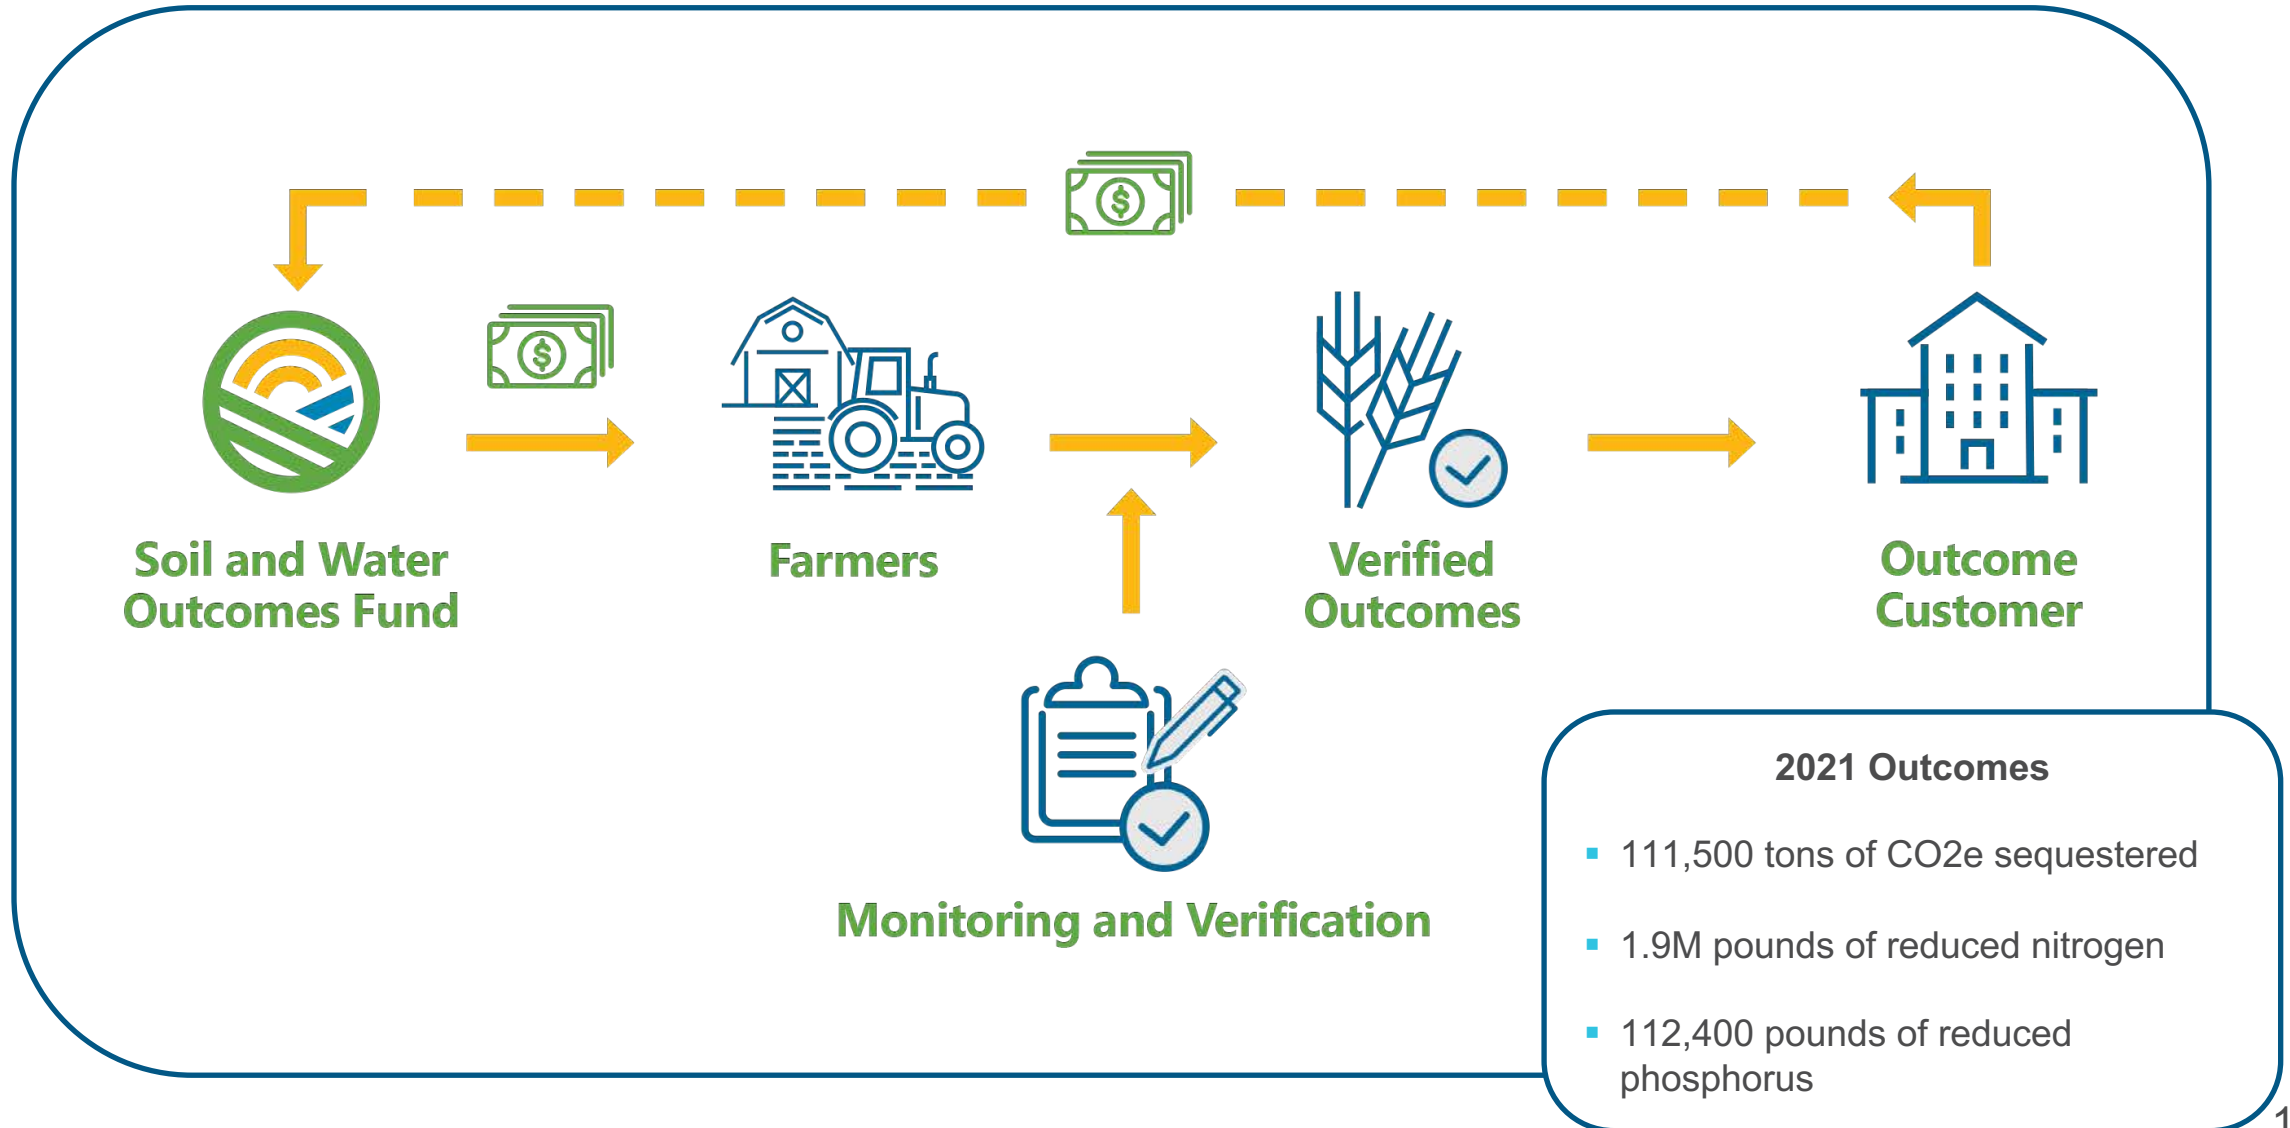 Soil and Water
Outcomes Fund
Farmers
Verified
Outcomes
Outcome
Customer
Monitoring and Verification
2021 Outcomes
▪ 111,500 tons of CO2e sequestered
▪ 1.9M pounds of reduced nitrogen
▪ 112,400 pounds of reduced
phosphorus
1